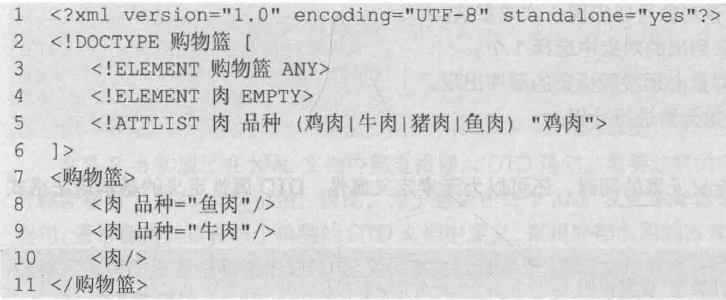 1 <?xml version="1.0" encoding="UTF-8" standalone="yes"?>
2 <!DOCTYPE 购物篮 [
3 <!ELEMENT 购物篮 ANY>
4 <!ELEMENT 肉 EMPTY>
5 <!ATTLIST 肉 品种 (鸡肉|牛肉|猪肉|鱼肉) "鸡肉">
6 ]>
7 <购物篮>
8 <肉 品种="鱼肉"/>
9 <肉 品种="牛肉"/>
10 <肉/>
11 </购物篮>